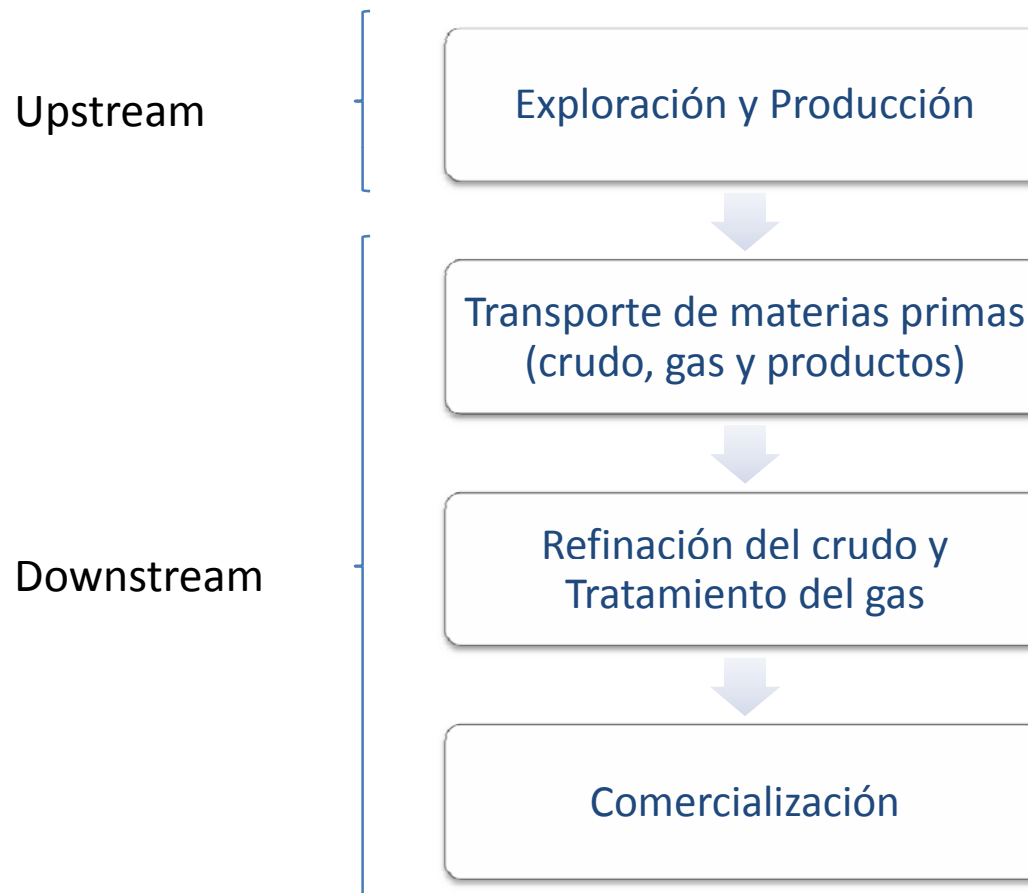 Upstream
Exploración y Producción
Transporte de materias primas
(crudo, gas y productos)
Downstream
Refinación del crudo y
Tratamiento del gas
Comercialización